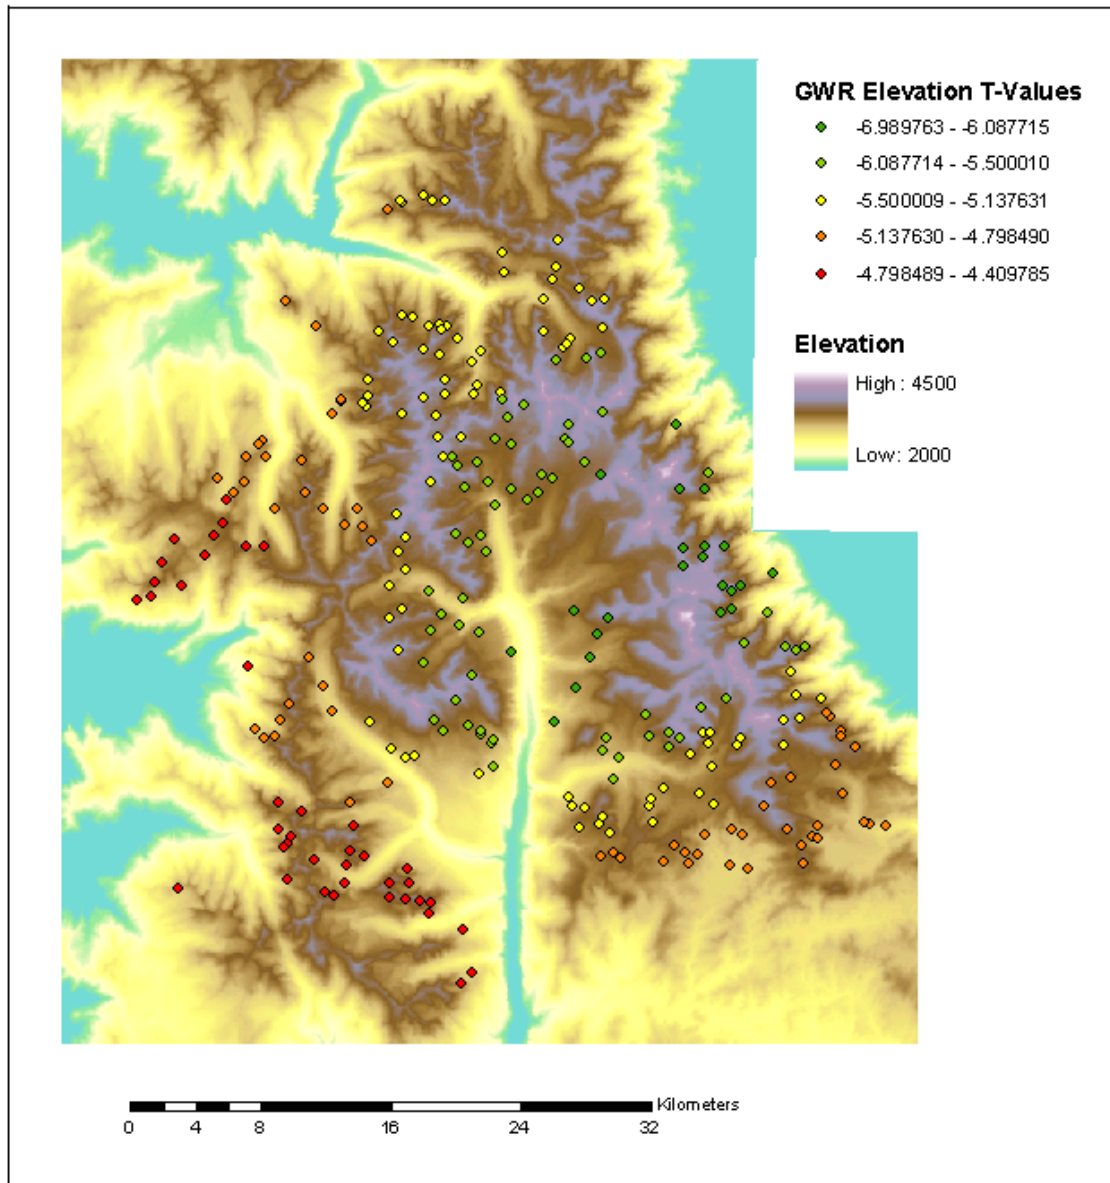 GWR Elevation T-Values
-6.989763 - -6.087715
-6.087714 - -5.500010
-5.500009 - -5.137631
-5.137630 - -4.798490
-4.798489 - -4.409785
Elevation
High : 4500
Low : 2000
Kilometers
0 4 8 16 24 32